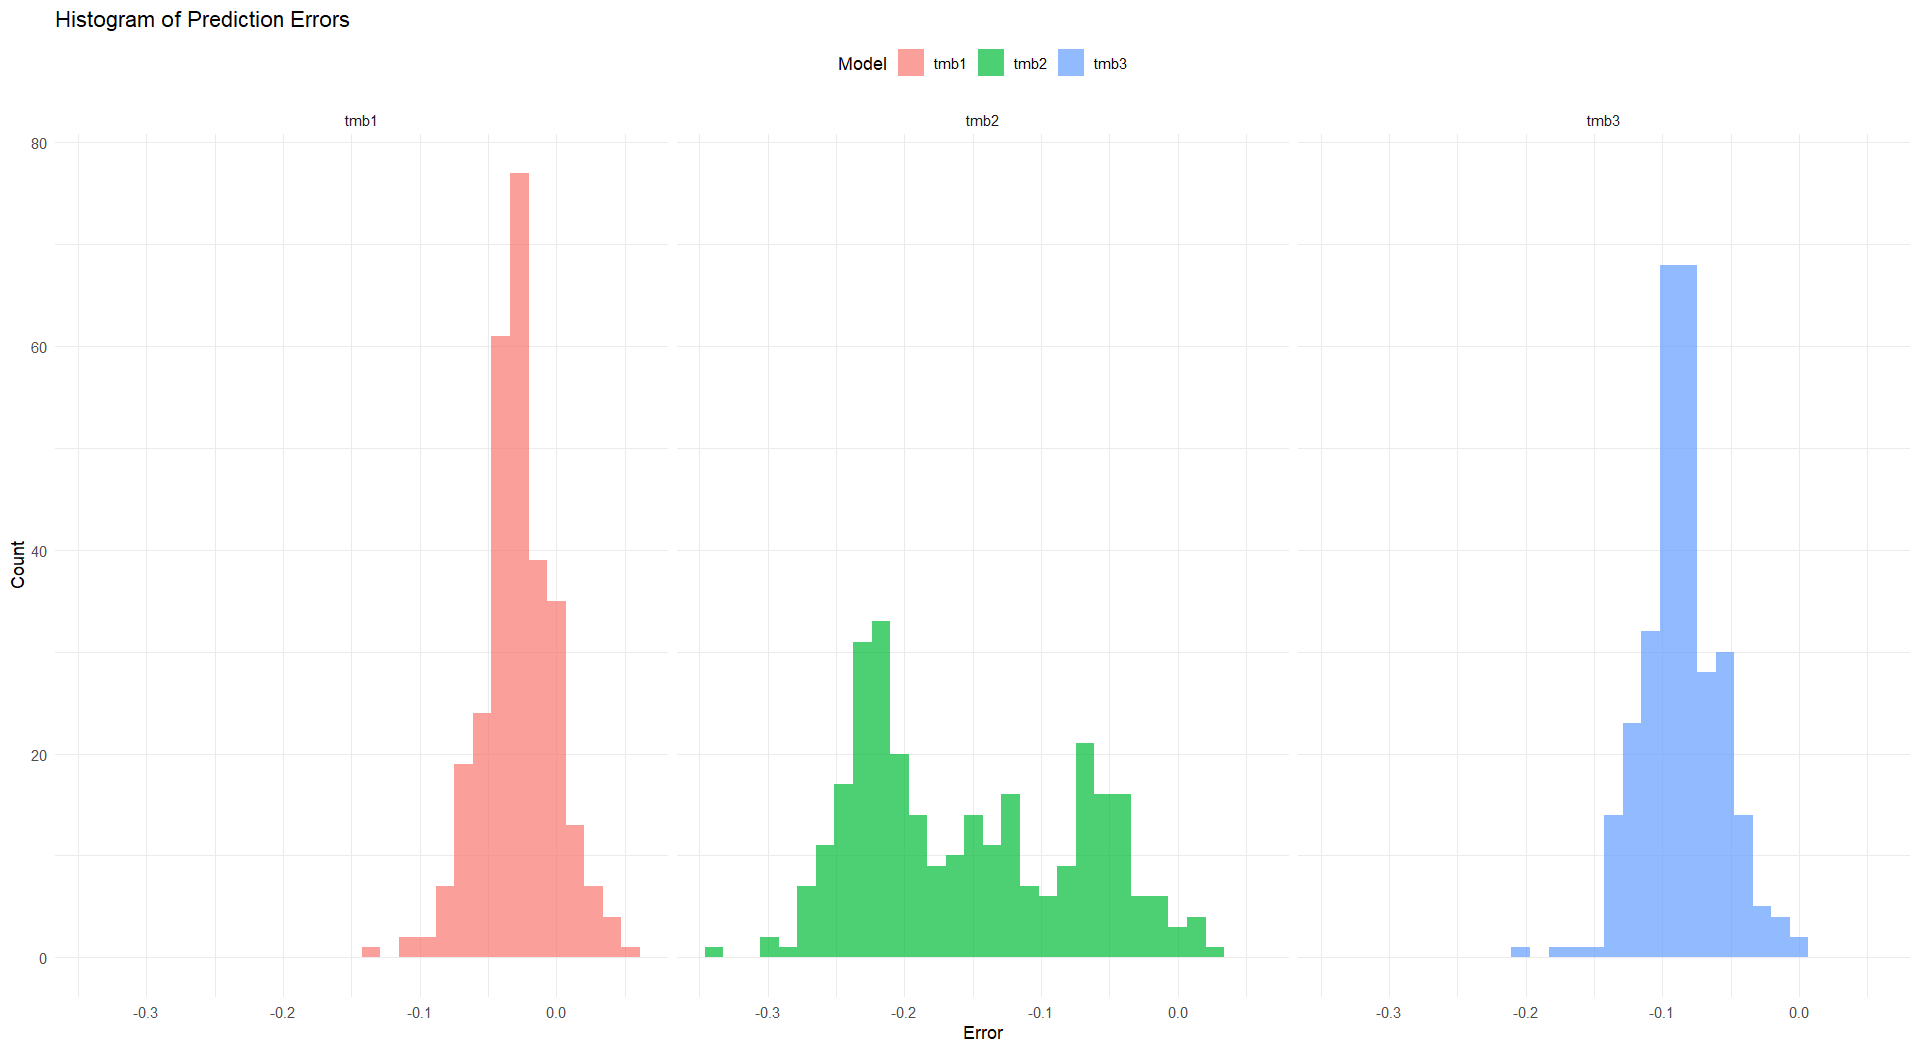 Histogram of Prediction Errors
Model tmb1 tmb2 tmb3
tmb1 tmb2 tmb3
80
60
40
20
0
Count
-0.3 -0.2 -0.1 0.0 -0.3 -0.2 -0.1 0.0 -0.3 -0.2 -0.1 0.0
Error